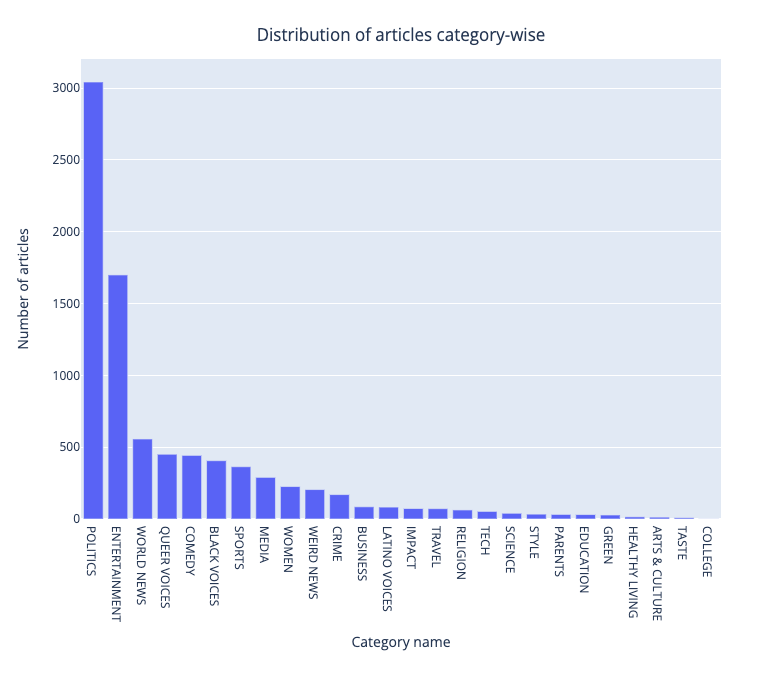 Distribution of articles category-wise
Number of articles
3000
2500
2000
1500
1000
500
0
POLITICS
ENTERTAINMENT
WORLD NEWS
QUEER VOICES
COMEDY
BLACK VOICES
SPORTS
MEDIA
WOMEN
WEIRD NEWS
CRIME
BUSINESS
LATINO VOICES
IMPACT
TRAVEL
RELIGION
TECH
SCIENCE
STYLE
PARENTS
EDUCATION
GREEN
HEALTHY LIVING
ARTS & CULTURE
TASTE
COLLEGE
Category name